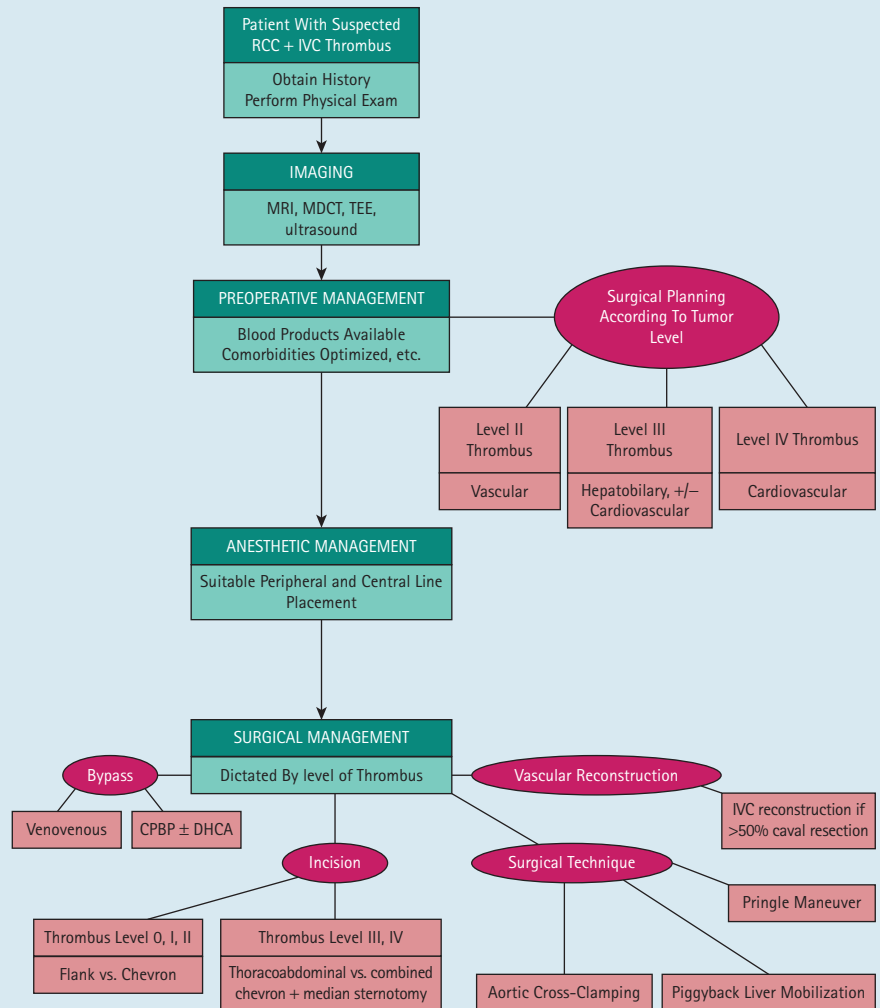 Patient With Suspected
RCC + IVC Thrombus
Obtain History
Perform Physical Exam
IMAGING
MRI, MDCT, TEE,
ultrasound
PREOPERATIVE MANAGEMENT
Blood Products Available
Comorbidities Optimized, etc.
Surgical Planning
According To Tumor
Level
Level II
Thrombus
Vascular
Level III
Thrombus
Hepatobilary, +/−
Cardiovascular
Level IV Thrombus
Cardiovascular
ANESTHETIC MANAGEMENT
Suitable Peripheral and Central Line
Placement
SURGICAL MANAGEMENT
Dictated By level of Thrombus
Bypass
Venovenous
CPBP ± DHCA
Vascular Reconstruction
IVC reconstruction if
>50% caval resection
Incision
Thrombus Level 0, I, II
Flank vs. Chevron
Thrombus Level III, IV
Thoracoabdominal vs. combined
chevron + median sternotomy
Surgical Technique
Pringle Maneuver
Aortic Cross-Clamping
Piggyback Liver Mobilization